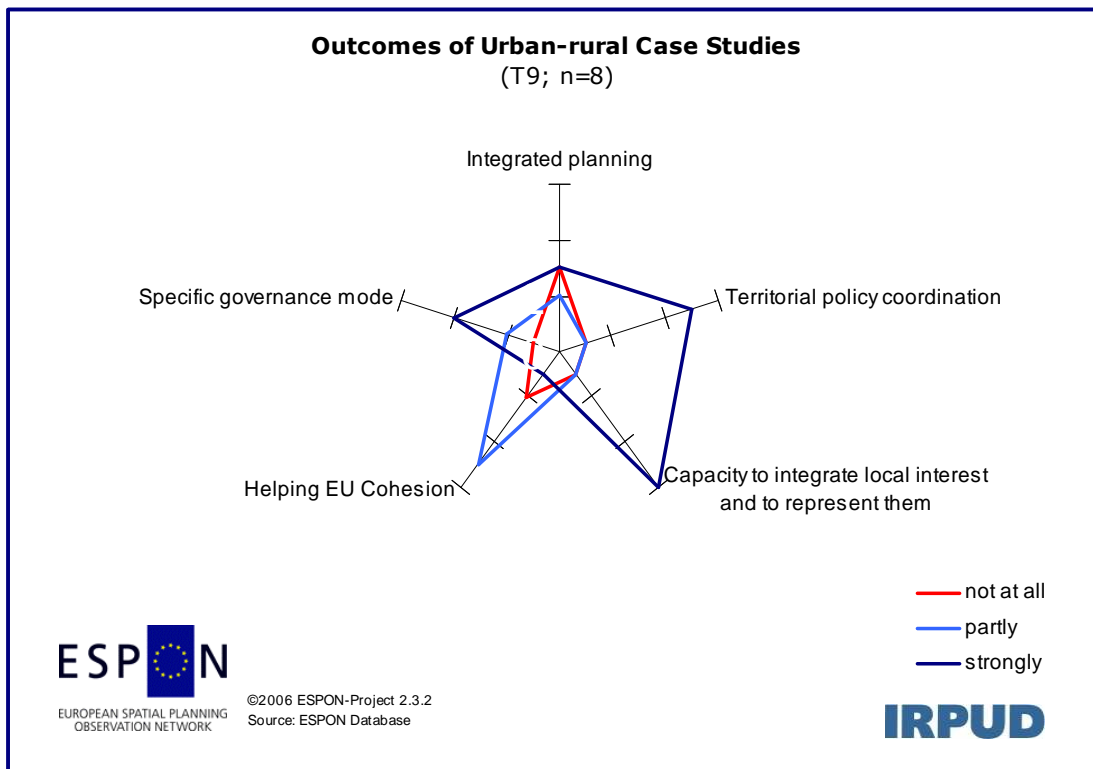 Outcomes of Urban-rural Case Studies
(T9; n=8)
Integrated planning
Specific governance mode
Territorial policy coordination
Helping EU Cohesion
Capacity to integrate local interest
and to represent them
not at all
partly
strongly
ESPON
EUROPEAN SPATIAL PLANNING
OBSERVATION NETWORK
©2006 ESPON-Project 2.3.2
Source: ESPON Database
IRPUD